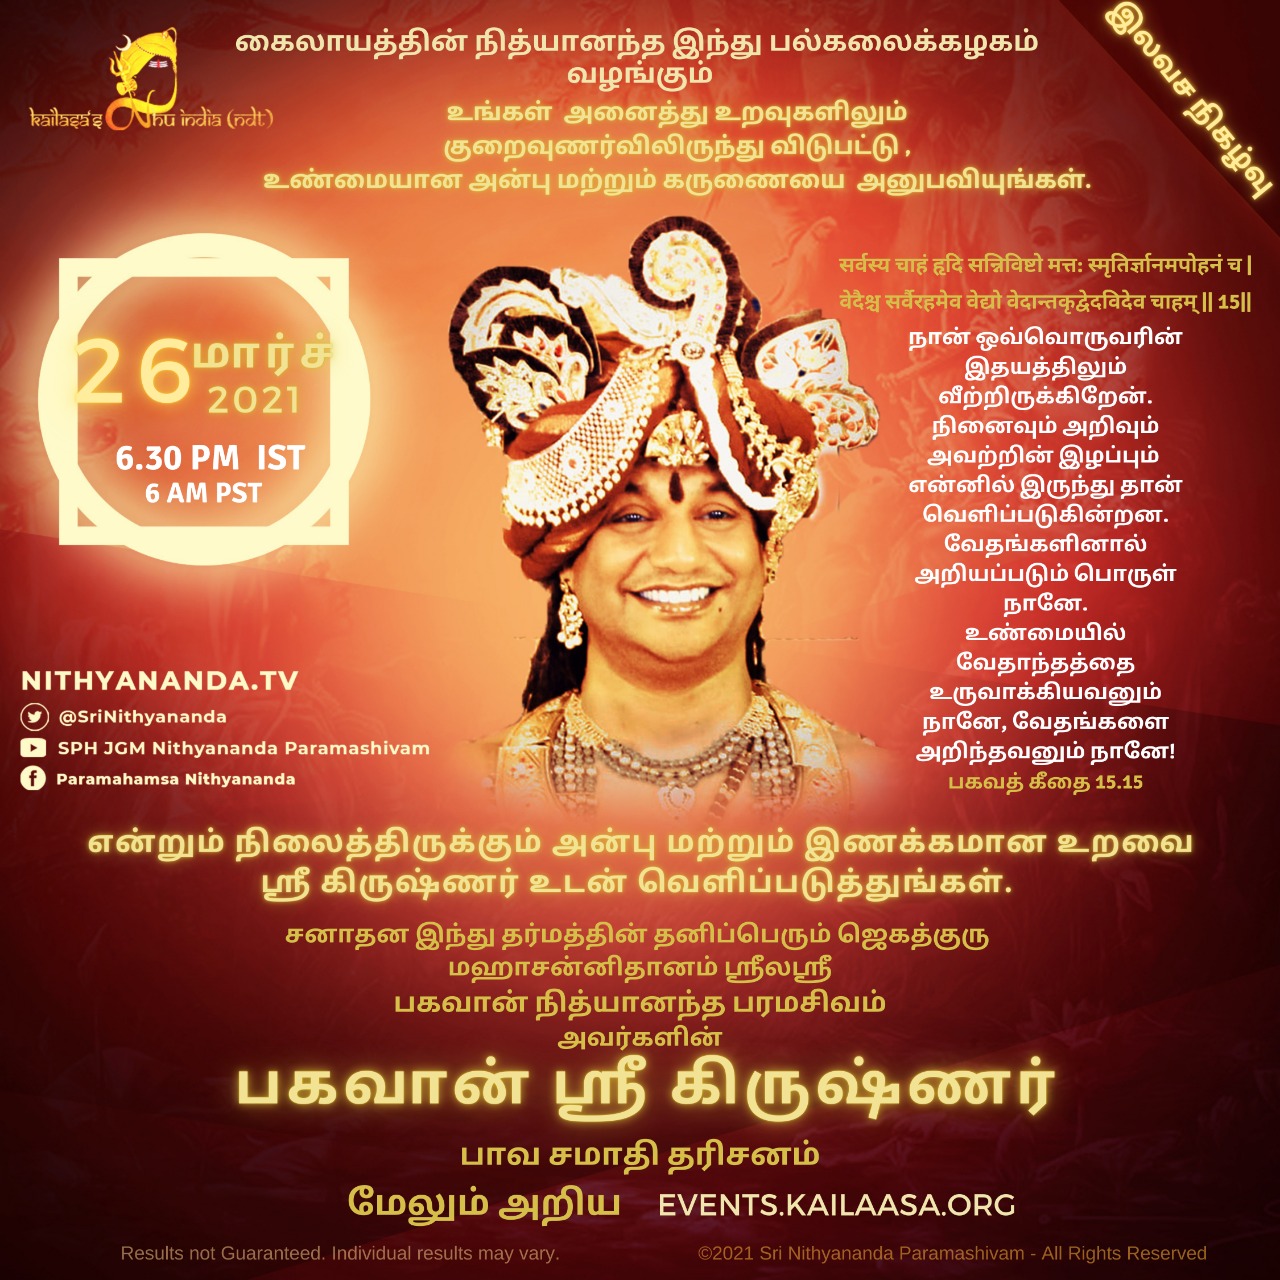 கைலாயத்தின் நித்யானந்த இந்து பல்கலைக்கழகம்
வழங்கும்
kailasa's nhu india (ndt)
இலவச நிகழ்வு
உங்கள் அனைத்து உறவுகளிலும்
குறைவுணர்விலிருந்து விடுபட்டு ,
உண்மையான அன்பு மற்றும் கருணையை அனுபவியுங்கள்.
26 மார்ச்
2021
6.30 PM IST
6 AM PST
सर्वस्य चाहं हृदि सन्निविष्टो मत्त: स्मृतिर्ज्ञानमपोहनं च |
वेदैश्च सर्वैरहमेव वेद्यो वेदान्तकृद्वेदविदेव चाहम् || 15||
நான் ஒவ்வொருவரின்
இதயத்திலும்
வீற்றிருக்கிறேன்.
நினைவும் அறிவும்
அவற்றின் இழப்பும்
என்னில் இருந்து தான்
வெளிப்படுகின்றன.
வேதங்களினால்
அறியப்படும் பொருள்
நானே.
உண்மையில்
வேதாந்தத்தை
உருவாக்கியவனும்
நானே, வேதங்களை
அறிந்தவனும் நானே!
பகவத் கீதை 15.15
NITHYANANDA.TV
@SriNithyananda
SPH JGM Nithyananda Paramashivam
Paramahamsa Nithyananda
என்றும் நிலைத்திருக்கும் அன்பு மற்றும் இணக்கமான உறவை
ஸ்ரீ கிருஷ்ணர் உடன் வெளிப்படுத்துங்கள்.
சனாதன இந்து தர்மத்தின் தனிப்பெரும் ஜெகத்குரு
மஹாசன்னிதானம் ஸ்ரீலஸ்ரீ
பகவான் நித்யானந்த பரமசிவம்
அவர்களின்
பகவான் ஸ்ரீ கிருஷ்ணர்
பாவ சமாதி தரிசனம்
மேலும் அறிய EVENTS.KAILAASA.ORG
Results not Guaranteed. Individual results may vary.
©2021 Sri Nithyananda Paramashivam - All Rights Reserved